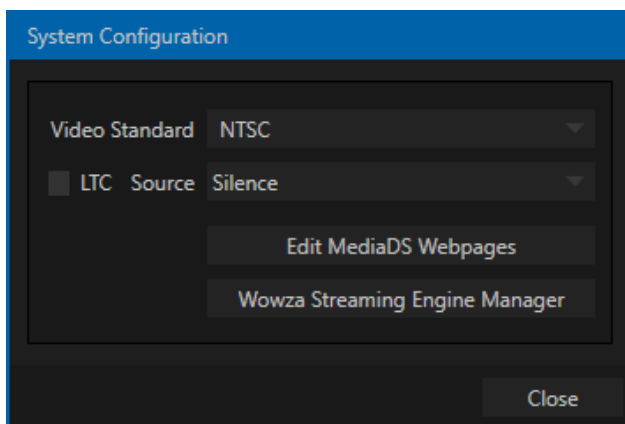 System Configuration
Video Standard NTSC
LTC Source Silence
Edit MediaDS Webpages
Wowza Streaming Engine Manager
Close